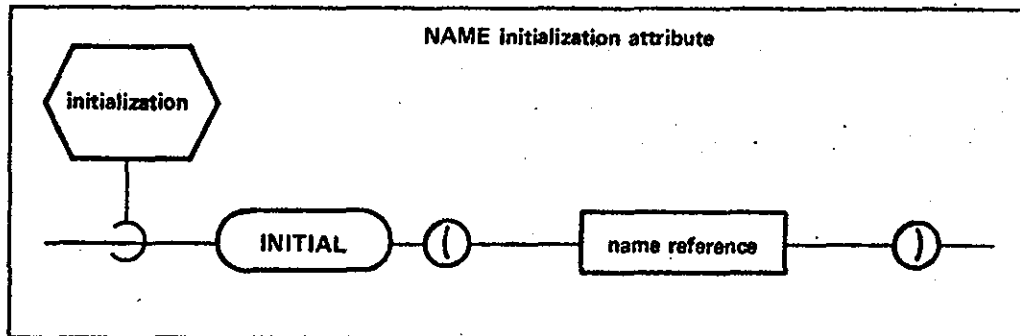 NAME initialization attribute
initialization
INITIAL ( name reference )